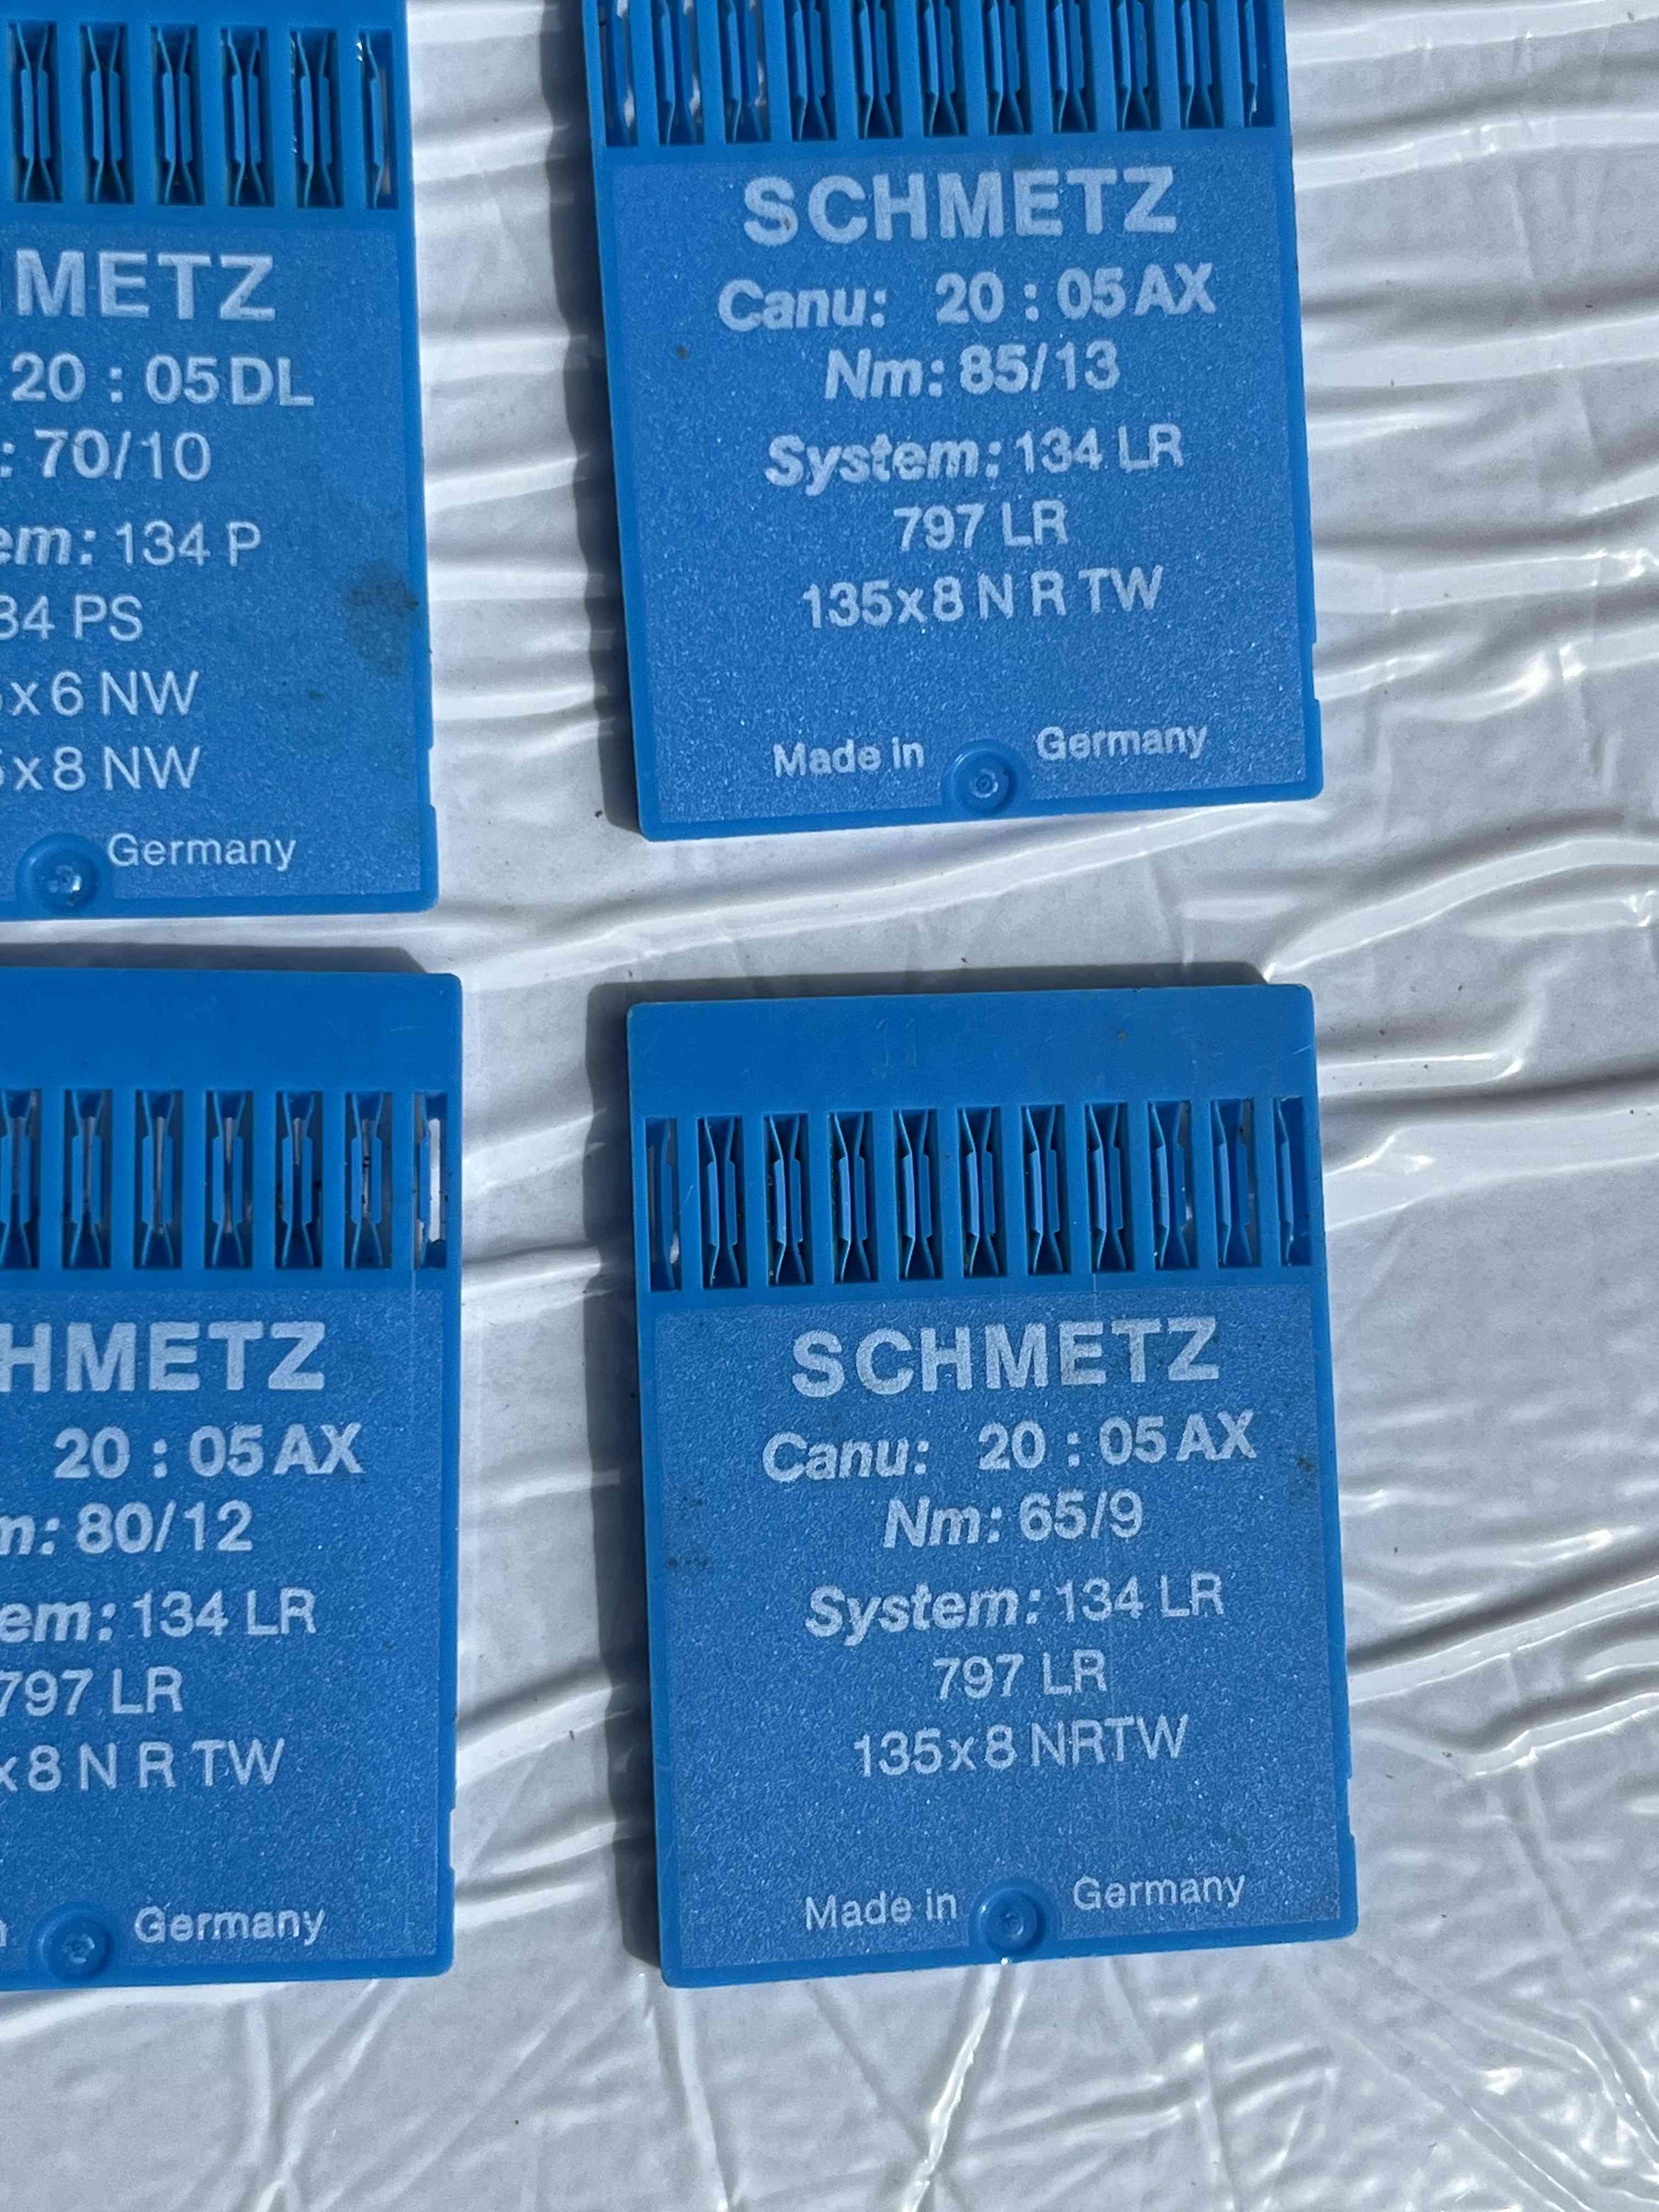 METZ
20 : 05 DL
: 70/10
em: 134 P
34 PS
x 6 NW
x 8 NW
Germany
SCHMETZ
Canu: 20 : 05 AX
Nm: 85/13
System: 134 LR
797 LR
135x8 N R TW
Made in Germany
HMETZ
20 : 05 AX
m: 80/12
em: 134 LR
797 LR
x8 N R TW
n Germany
11
SCHMETZ
Canu: 20 : 05 AX
Nm: 65/9
System: 134 LR
797 LR
135x8 NRTW
Made in Germany